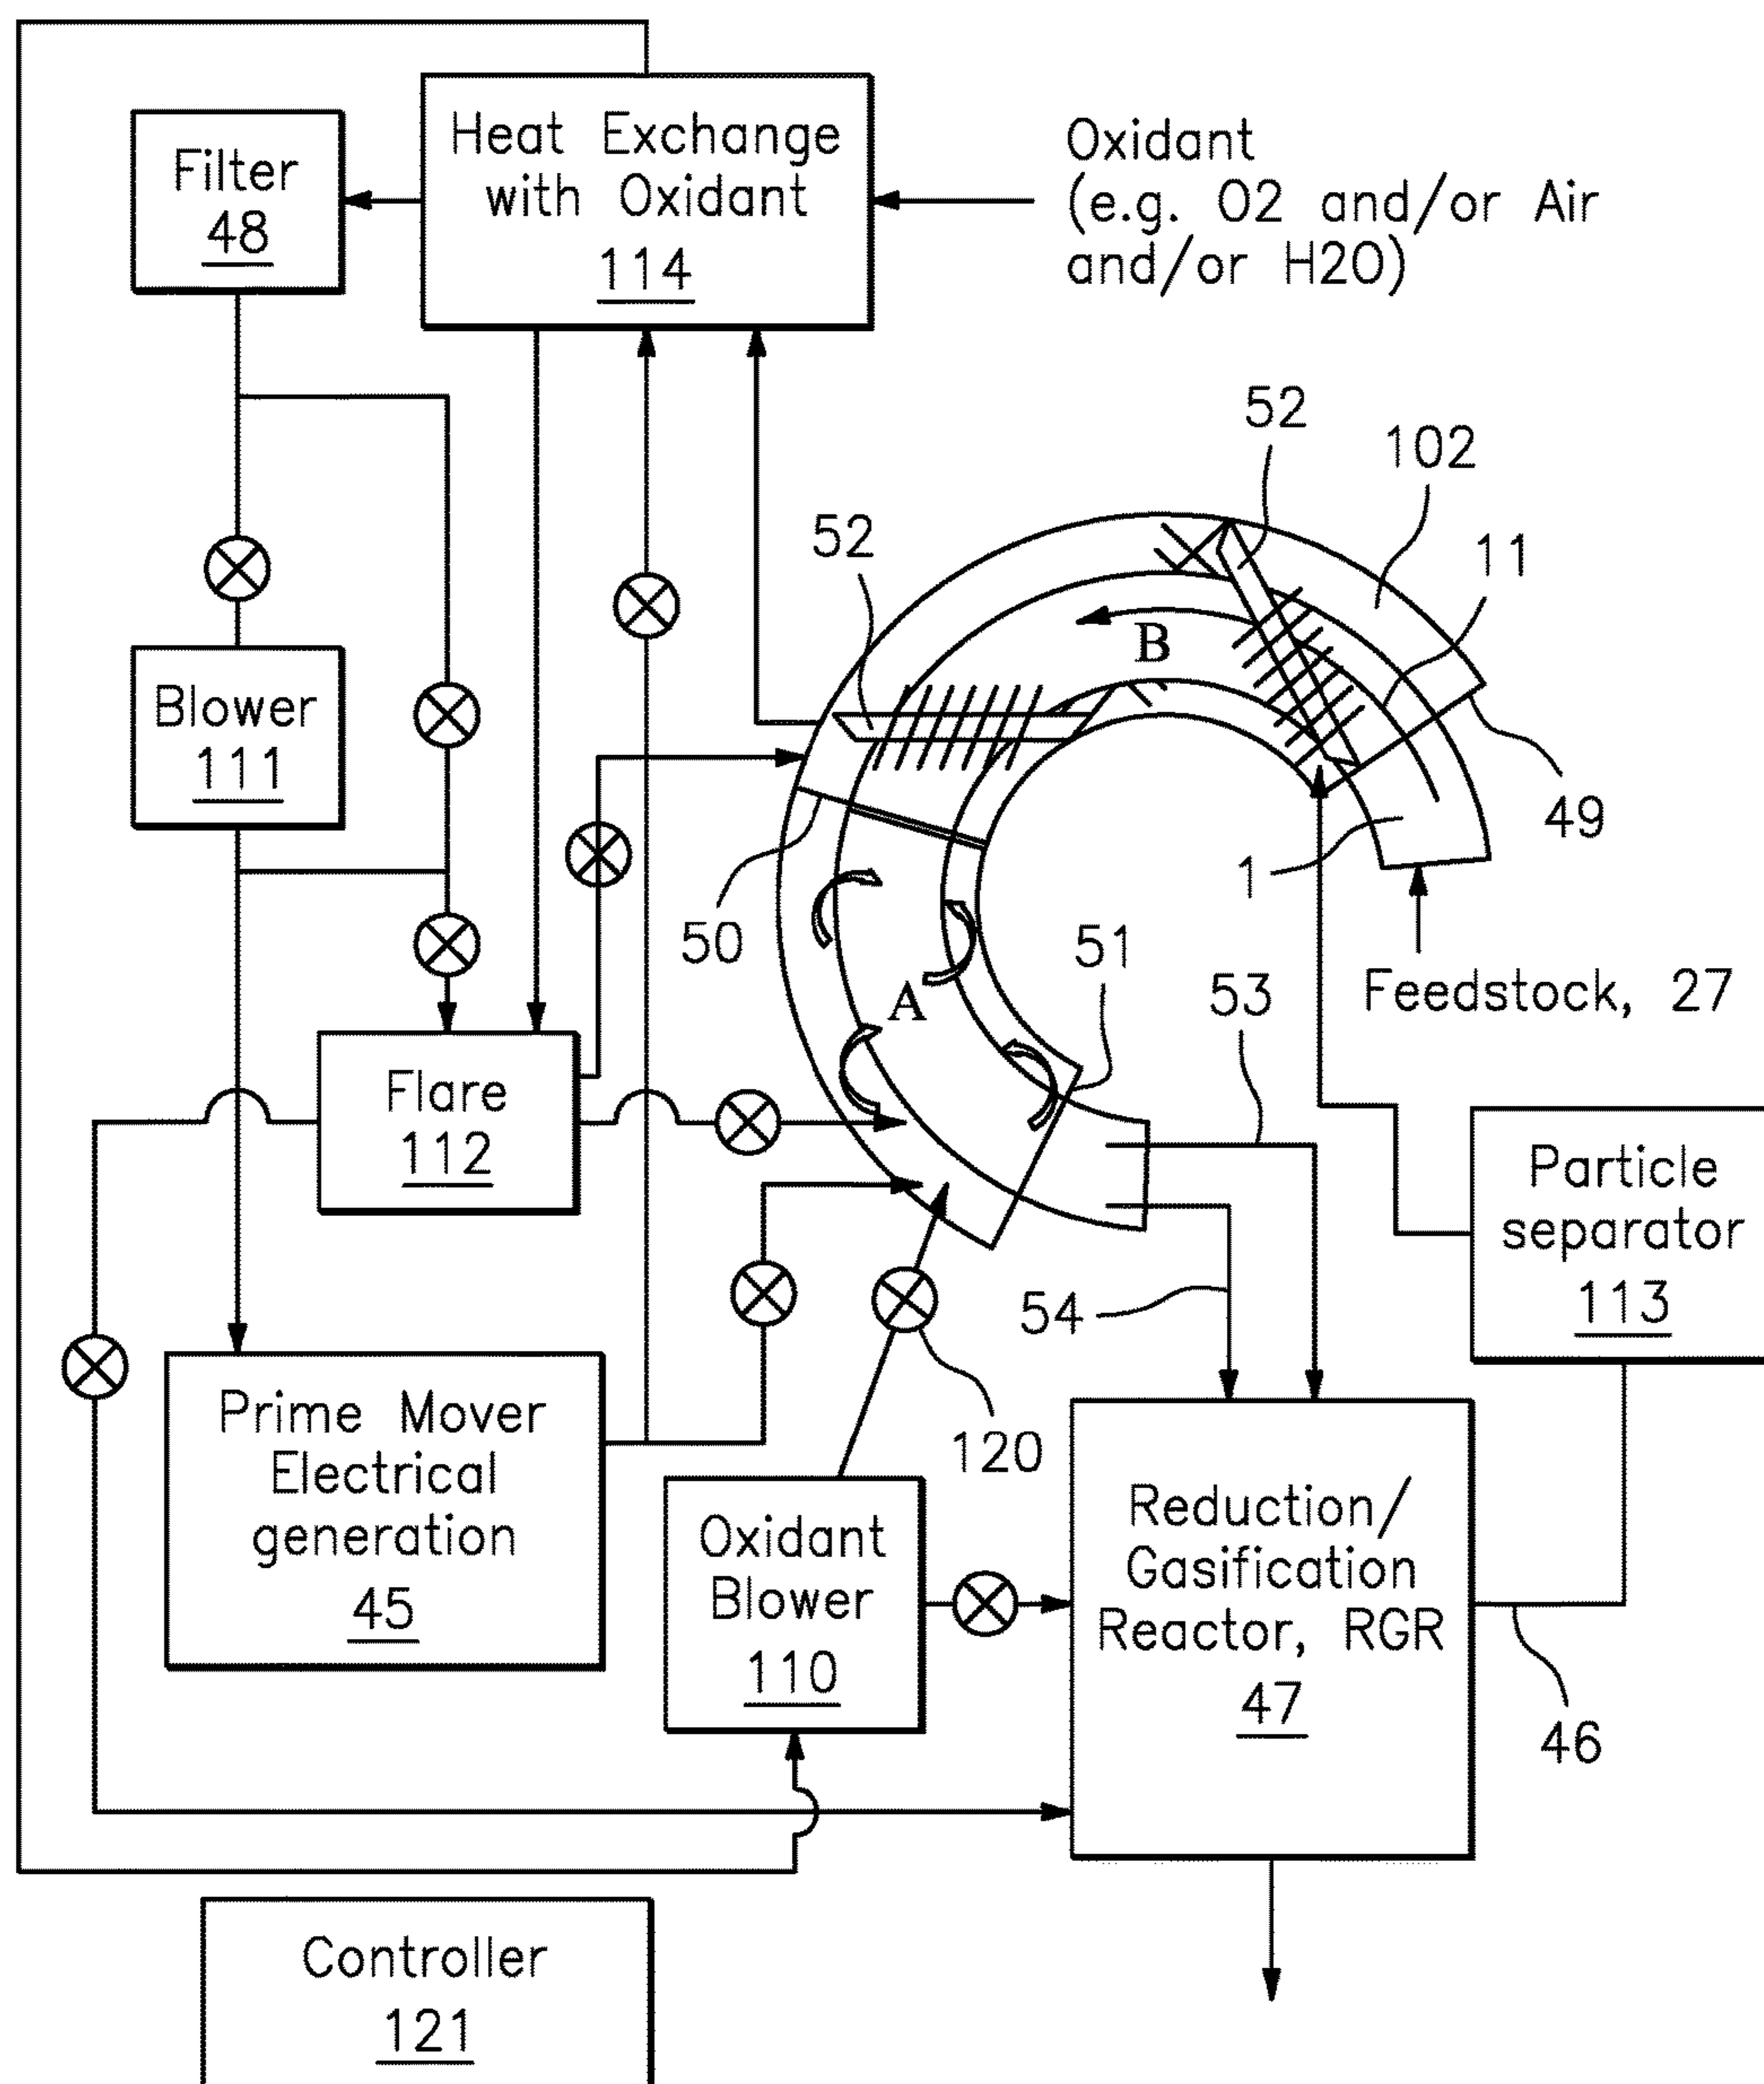 Filter
48
Heat Exchange
with Oxidant
114
Oxidant
(e.g. O2 and/or Air
and/or H2O)
52
102
52
11
B
Blower
111
49
1
50
51
A
53
Feedstock, 27
Flare
112
Particle
separator
113
54
Prime Mover
Electrical
generation
45
120
Oxidant
Blower
110
Reduction/
Gasification
Reactor, RGR
47
46
Controller
121